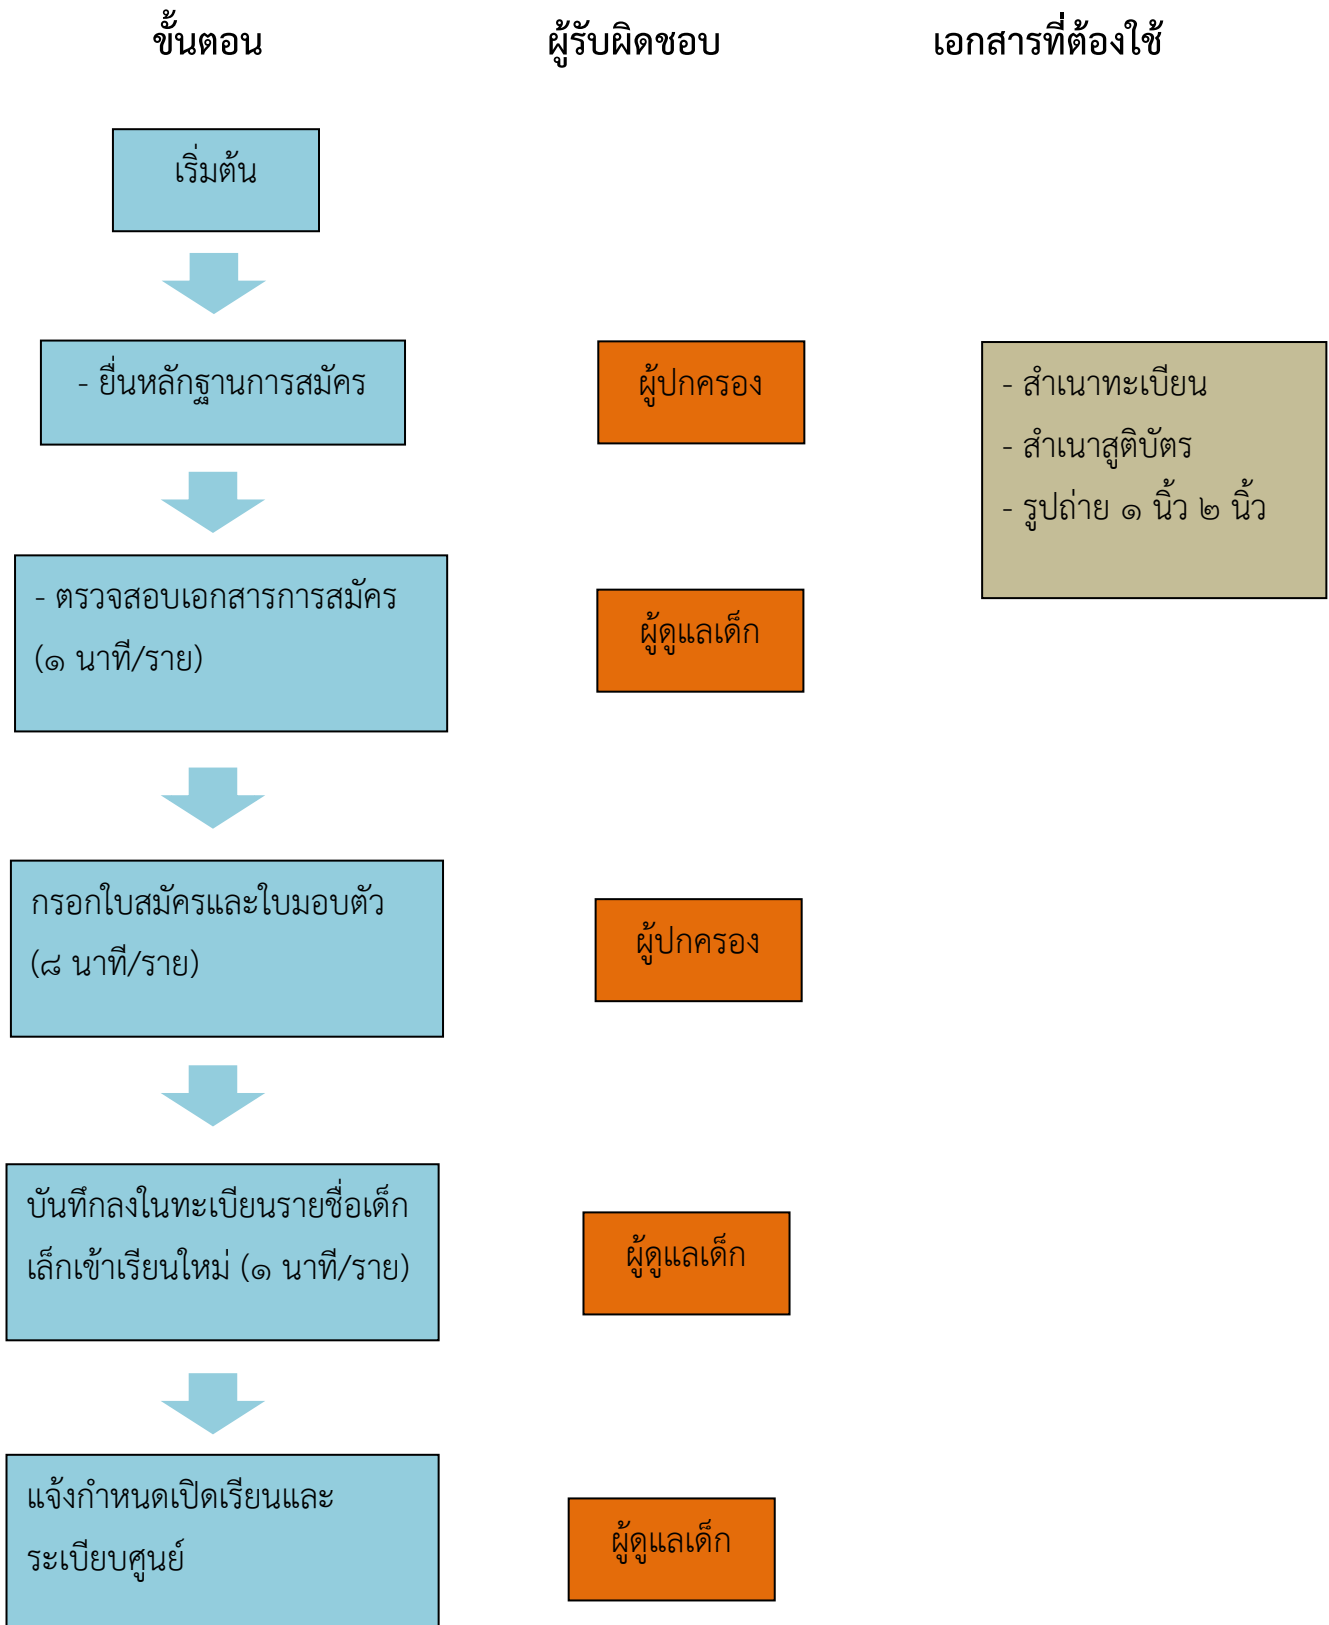 ขั้นตอน
ผู้รับผิดชอบ
เอกสารที่ต้องใช้
เริ่มต้น
- ยื่นหลักฐานการสมัคร
ผู้ปกครอง
- สำเนาทะเบียน
- สำเนาสูติบัตร
- รูปถ่าย ๑ นิ้ว ๒ นิ้ว
- ตรวจสอบเอกสารการสมัคร
(๑ นาที/ราย)
ผู้ดูแลเด็ก
กรอกใบสมัครและใบมอบตัว
(๘ นาที/ราย)
ผู้ปกครอง
บันทึกลงในทะเบียนรายชื่อเด็ก
เล็กเข้าเรียนใหม่ (๑ นาที/ราย)
ผู้ดูแลเด็ก
แจ้งกำหนดเปิดเรียนและ
ระเบียบศูนย์
ผู้ดูแลเด็ก